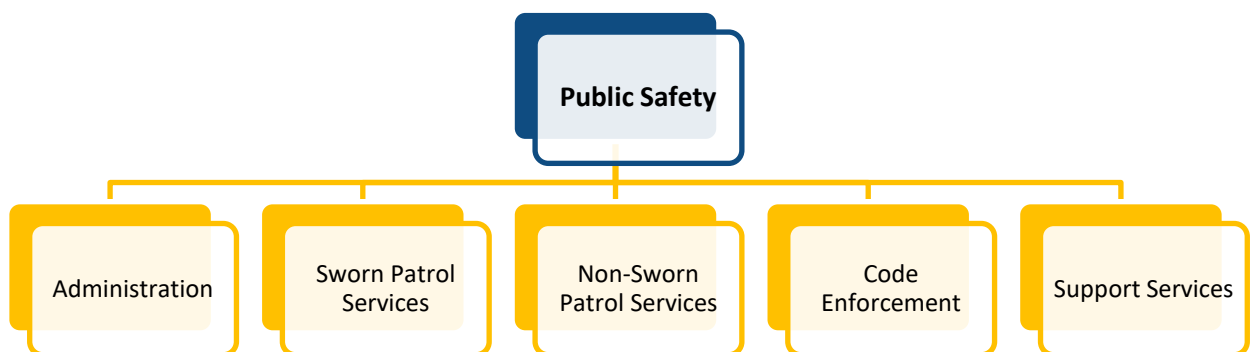 Public Safety
Administration
Sworn Patrol
Services
Non-Sworn
Patrol Services
Code
Enforcement
Support Services